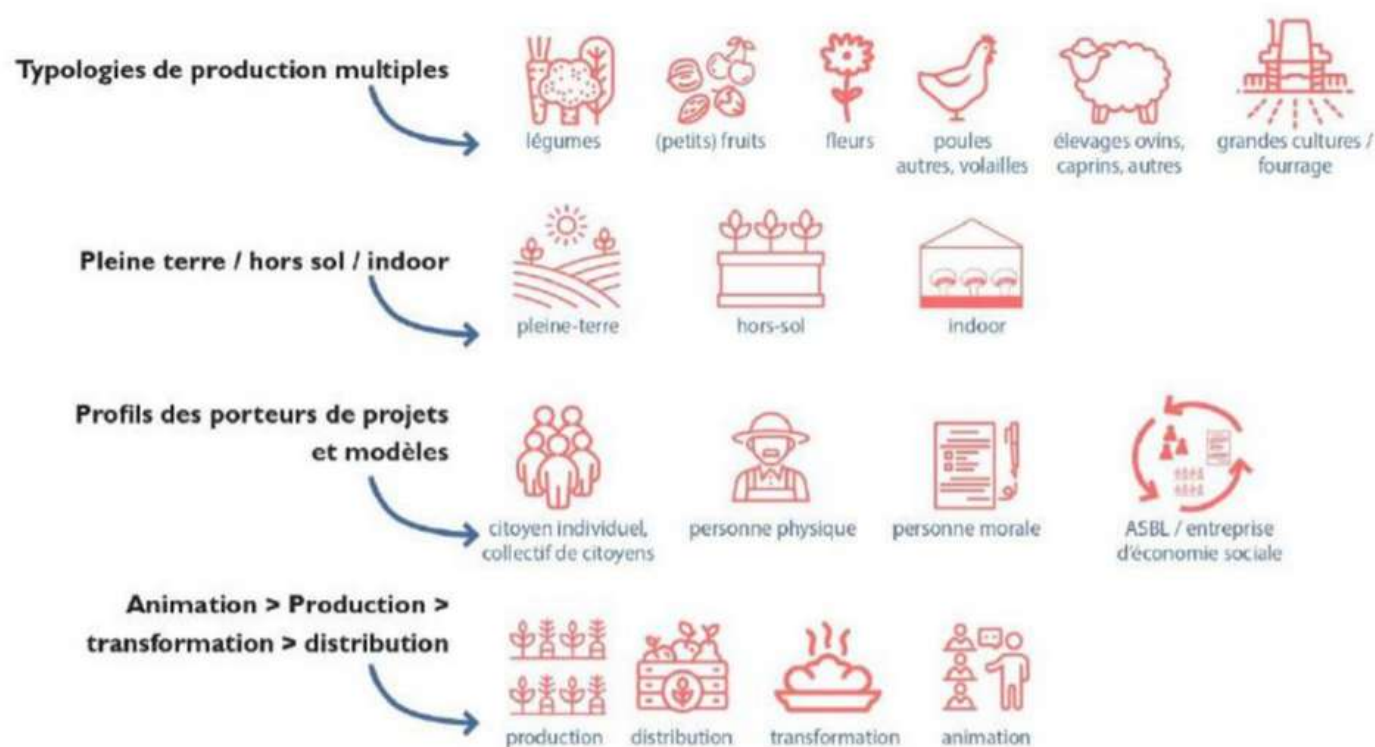 Typologies de production multiples
légumes
(petits) fruits
fleurs
poules
autres, volailles
élevages ovins,
caprins, autres
grandes cultures /
fourrage
Pleine terre / hors sol / indoor
pleine-terre
hors-sol
indoor
Profils des porteurs de projets
et modèles
citoyen individuel,
collectif de citoyens
personne physique
personne morale
ASBL / entreprise
d'économie sociale
Animation > Production >
transformation > distribution
production
distribution
transformation
animation